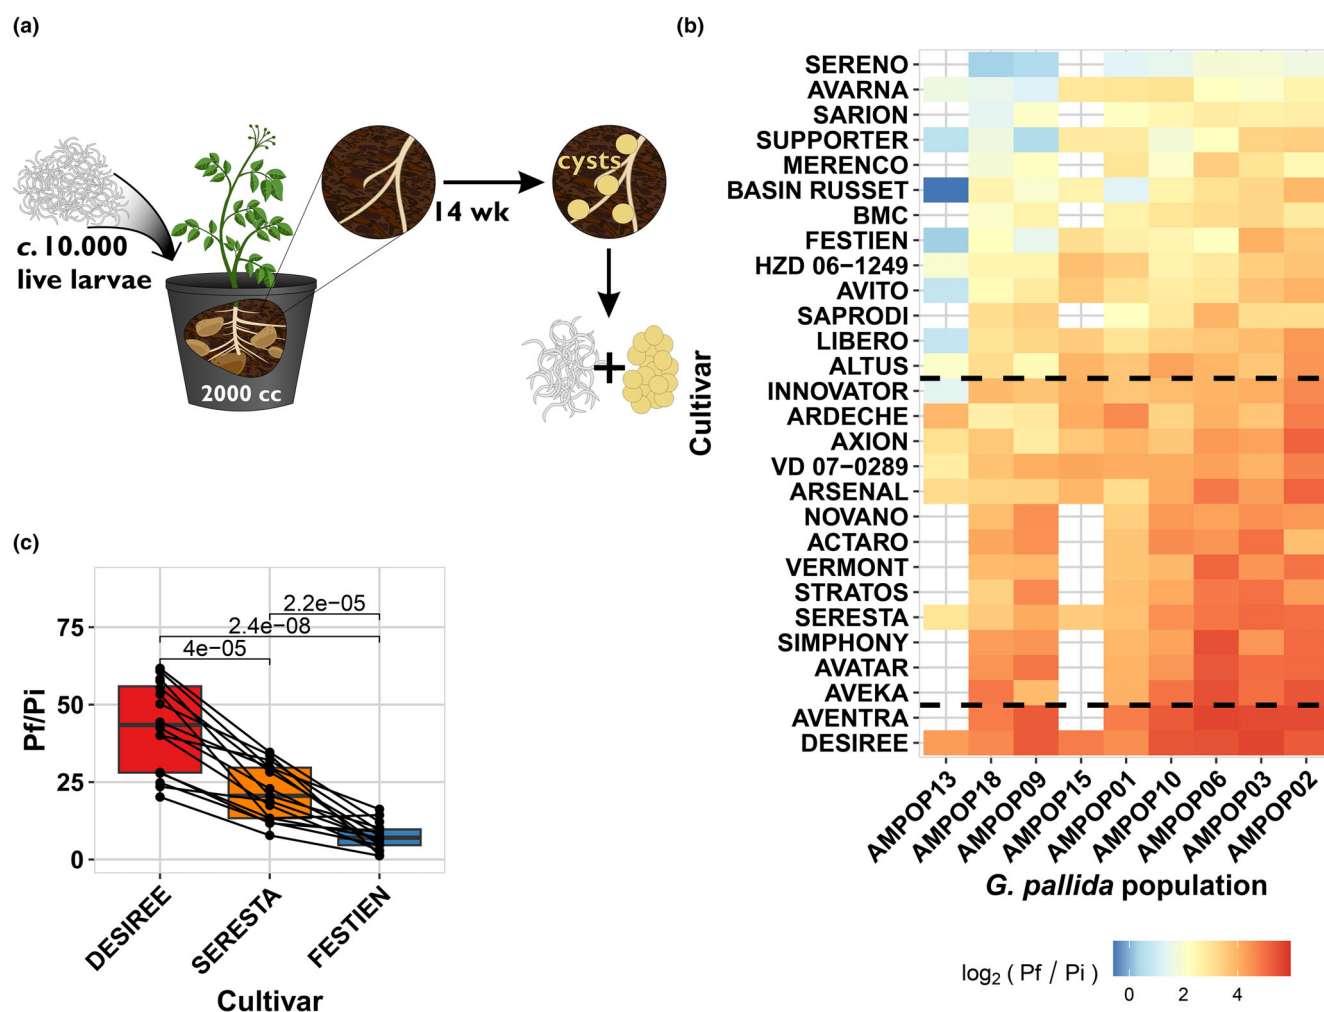 (a)
c. 10.000
live larvae
2000 cc
14 wk
cysts
+
(b)
Cultivar
SERENO
AVARNA
SARION
SUPPORTER
MERENCO
BASIN RUSSET
BMC
FESTIEN
HZD 06−1249
AVITO
SAPRODI
LIBERO
ALTUS
INNOVATOR
ARDECHE
AXION
VD 07−0289
ARSENAL
NOVANO
ACTARO
VERMONT
STRATOS
SERESTA
SIMPHONY
AVATAR
AVEKA
AVENTRA
DESIREE
AMPOP13
AMPOP18
AMPOP09
AMPOP15
AMPOP01
AMPOP10
AMPOP06
AMPOP03
AMPOP02
G. pallida population
log₂ ( Pf / Pi )
0 2 4
(c)
Pf/Pi
75
50
25
0
2.2e−05
2.4e−08
4e−05
DESIREE
SERESTA
FESTIEN
Cultivar